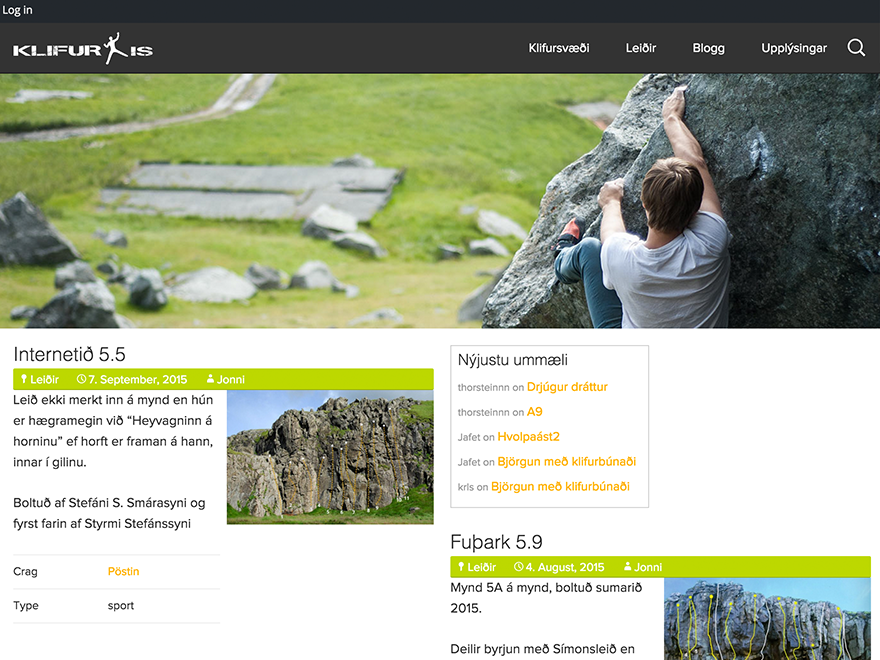 Log in
KLIFUR IS
Klifursvæði Leiðir Blogg Upplýsingar
Internetið 5.5
Leiðir 7. September, 2015 Jonni
Leið ekki merkt inn á mynd en hún
er hægramegin við “Heyvagninn á
horninu” ef horft er framan á hann,
innar í gilinu.
Boltuð af Stefáni S. Smárasyni og
fyrst farin af Styrmi Stefánssyni
Crag Pöstin
Type sport
Nýjustu ummæli
thorsteinnn on Drjúgur dráttur
thorsteinnn on A9
Jafet on Hvolpaást2
Jafet on Björgun með klifurbúnaði
kris on Björgun með klifurbúnaði
Fuþark 5.9
Leiðir 4. August, 2015 Jonni
Mynd 5A á mynd, boltuð sumarið
2015.
Deilir byrjun með Símonsleið en